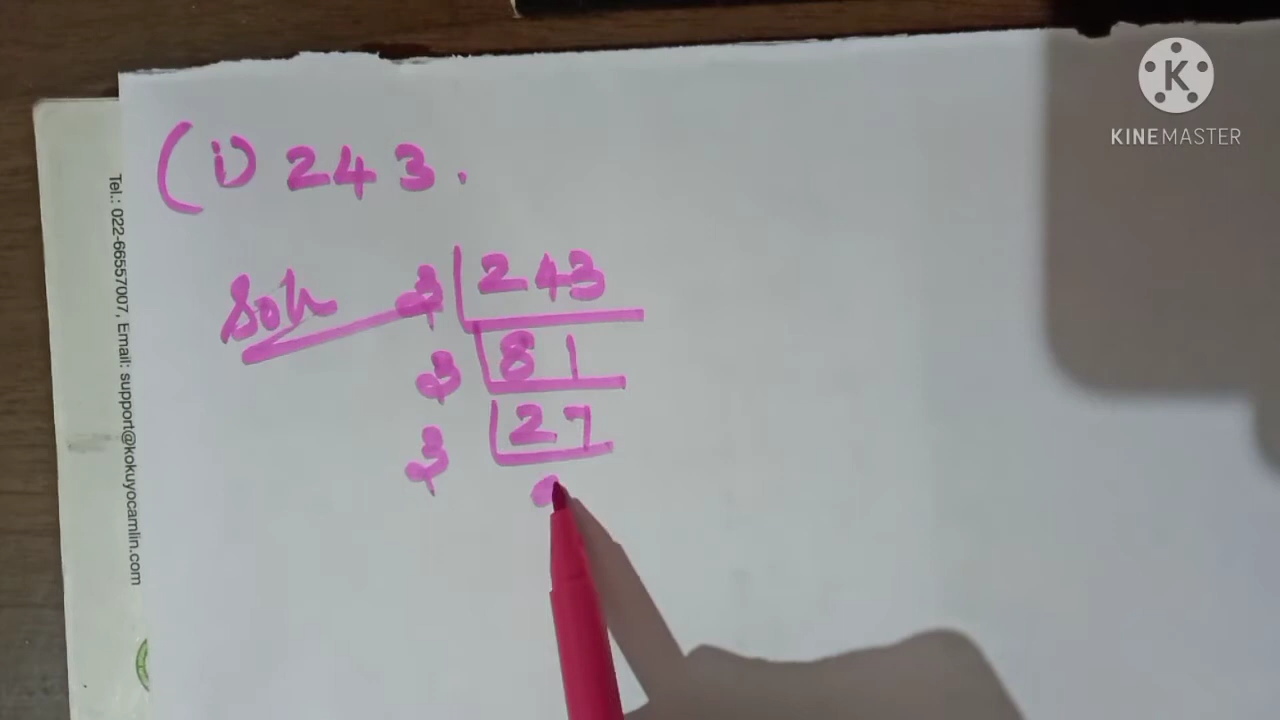 K
KINEMASTER
(i) 243.
Soln
3 243
3 81
3 27
Tel.: 022-66557007, Email: support@kokuyocamlin.com